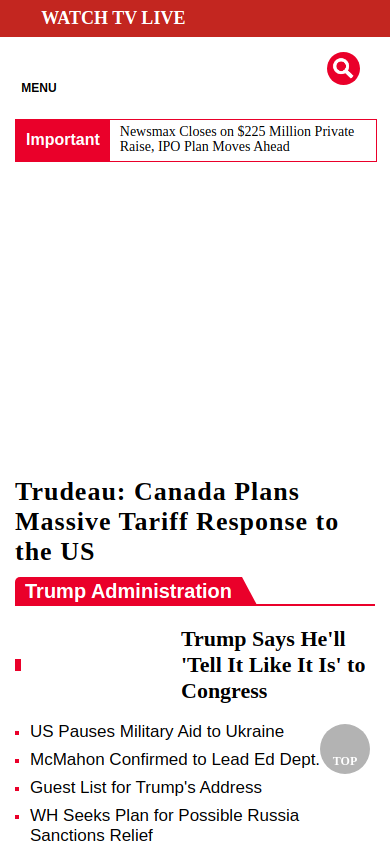 WATCH TV LIVE
MENU
Important
Newsmax Closes on $225 Million Private
Raise, IPO Plan Moves Ahead
Trudeau: Canada Plans
Massive Tariff Response to
the US
Trump Administration
Trump Says He'll
'Tell It Like It Is' to
Congress
US Pauses Military Aid to Ukraine
McMahon Confirmed to Lead Ed Dept.
TOP
Guest List for Trump's Address
WH Seeks Plan for Possible Russia
Sanctions Relief